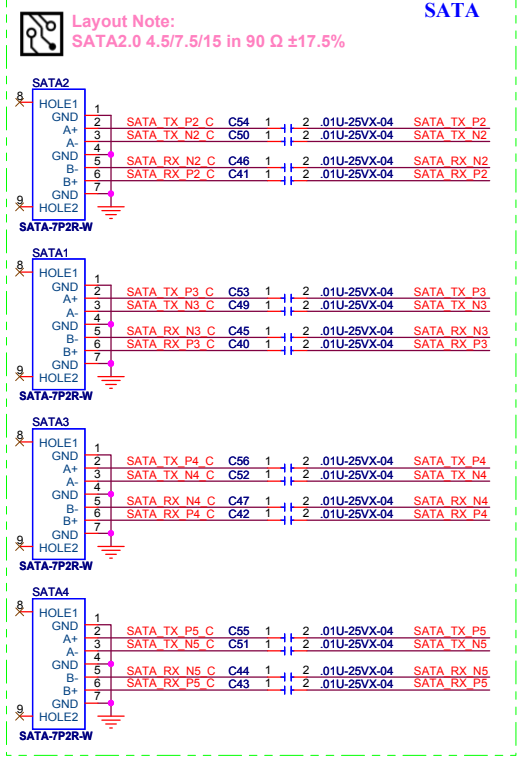 SATA
Layout Note:
SATA2.0 4.5/7.5/15 in 90 Ω ±17.5%
SATA2
8 HOLE1
GND 1
A+ 2 SATA_TX_P2_C C54 1 2 .01U-25VX-04 SATA_TX_P2
A- 3 SATA_TX_N2_C C50 1 2 .01U-25VX-04 SATA_TX_N2
GND 4
B- 5 SATA_RX_N2_C C46 1 2 .01U-25VX-04 SATA_RX_N2
B+ 6 SATA_RX_P2_C C41 1 2 .01U-25VX-04 SATA_RX_P2
GND 7
9 HOLE2
SATA-7P2R-W
SATA1
8 HOLE1
GND 1
A+ 2 SATA_TX_P3_C C53 1 2 .01U-25VX-04 SATA_TX_P3
A- 3 SATA_TX_N3_C C49 1 2 .01U-25VX-04 SATA_TX_N3
GND 4
B- 5 SATA_RX_N3_C C45 1 2 .01U-25VX-04 SATA_RX_N3
B+ 6 SATA_RX_P3_C C40 1 2 .01U-25VX-04 SATA_RX_P3
GND 7
9 HOLE2
SATA-7P2R-W
SATA3
8 HOLE1
GND 1
A+ 2 SATA_TX_P4_C C56 1 2 .01U-25VX-04 SATA_TX_P4
A- 3 SATA_TX_N4_C C52 1 2 .01U-25VX-04 SATA_TX_N4
GND 4
B- 5 SATA_RX_N4_C C47 1 2 .01U-25VX-04 SATA_RX_N4
B+ 6 SATA_RX_P4_C C42 1 2 .01U-25VX-04 SATA_RX_P4
GND 7
9 HOLE2
SATA-7P2R-W
SATA4
8 HOLE1
GND 1
A+ 2 SATA_TX_P5_C C55 1 2 .01U-25VX-04 SATA_TX_P5
A- 3 SATA_TX_N5_C C51 1 2 .01U-25VX-04 SATA_TX_N5
GND 4
B- 5 SATA_RX_N5_C C44 1 2 .01U-25VX-04 SATA_RX_N5
B+ 6 SATA_RX_P5_C C43 1 2 .01U-25VX-04 SATA_RX_P5
GND 7
9 HOLE2
SATA-7P2R-W